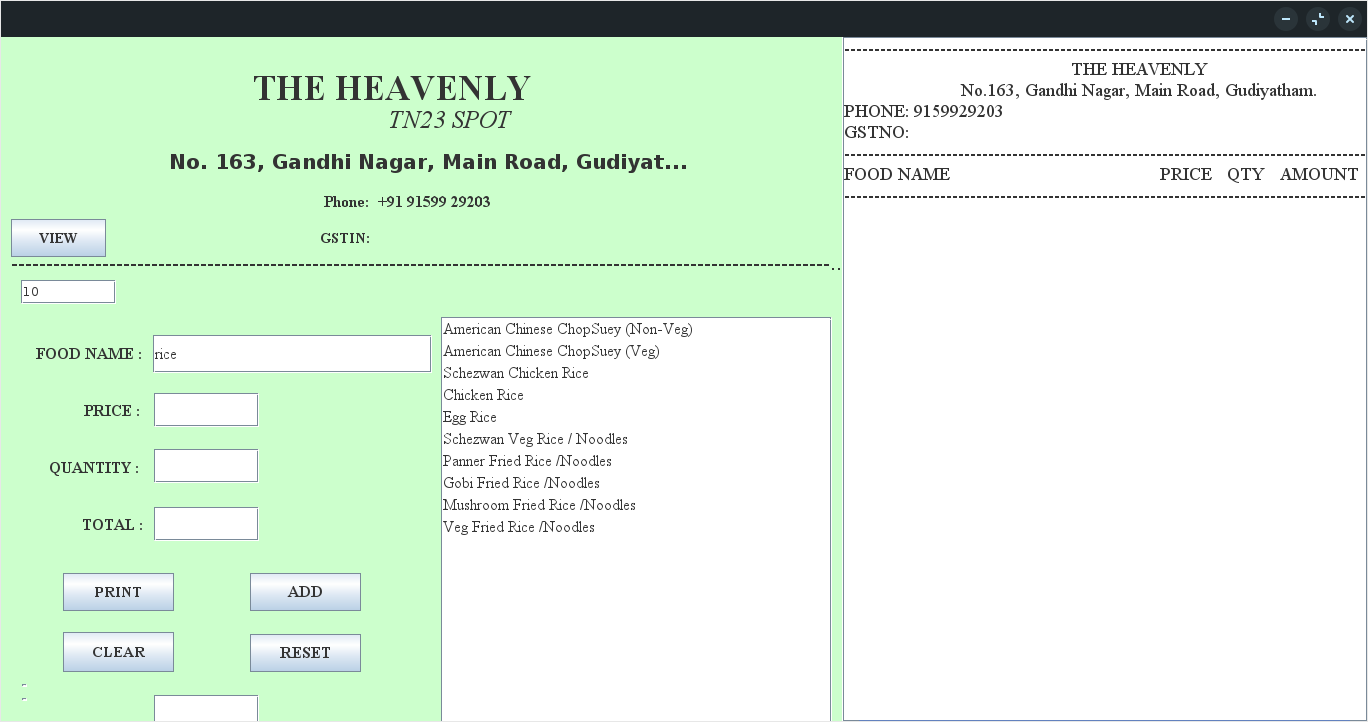 THE HEAVENLY
TN23 SPOT
No. 163, Gandhi Nagar, Main Road, Gudiyat...
Phone: +91 91599 29203
VIEW
GSTIN:
---------------------------------------------------------------------------------------------------------------------...
10
FOOD NAME :
rice
PRICE :
QUANTITY :
TOTAL :
PRINT
ADD
CLEAR
RESET
American Chinese ChopSuey (Non-Veg)
American Chinese ChopSuey (Veg)
Schezwan Chicken Rice
Chicken Rice
Egg Rice
Schezwan Veg Rice / Noodles
Panner Fried Rice /Noodles
Gobi Fried Rice /Noodles
Mushroom Fried Rice /Noodles
Veg Fried Rice /Noodles
---------------------------------------------------------------------------
THE HEAVENLY
No.163, Gandhi Nagar, Main Road, Gudiyatham.
PHONE: 9159929203
GSTNO:
---------------------------------------------------------------------------
FOOD NAME PRICE QTY AMOUNT
---------------------------------------------------------------------------